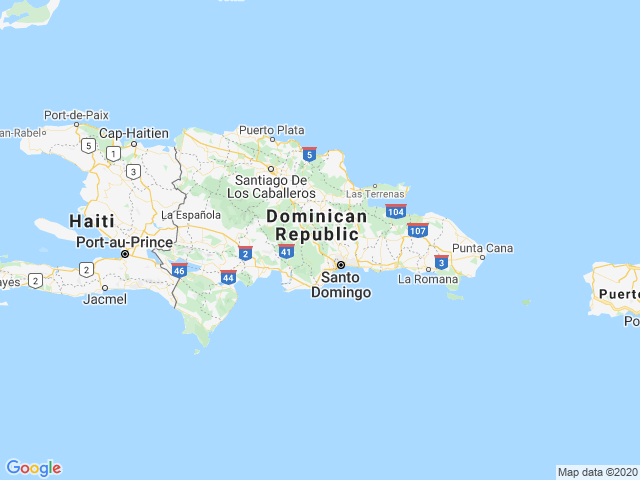 Port-de-Paix
an-Rabel
Cap-Haitien
Puerto Plata
5
1
3
5
Santiago De
Los Caballeros
Las Terrenas
La Española
104
Haiti
Dominican
Republic
107
Port-au-Prince
Punta Cana
2
41
3
46
44
2
2
ayes
Jacmel
Santo
Domingo
La Romana
Puerto
Po
Google
Map data ©2020